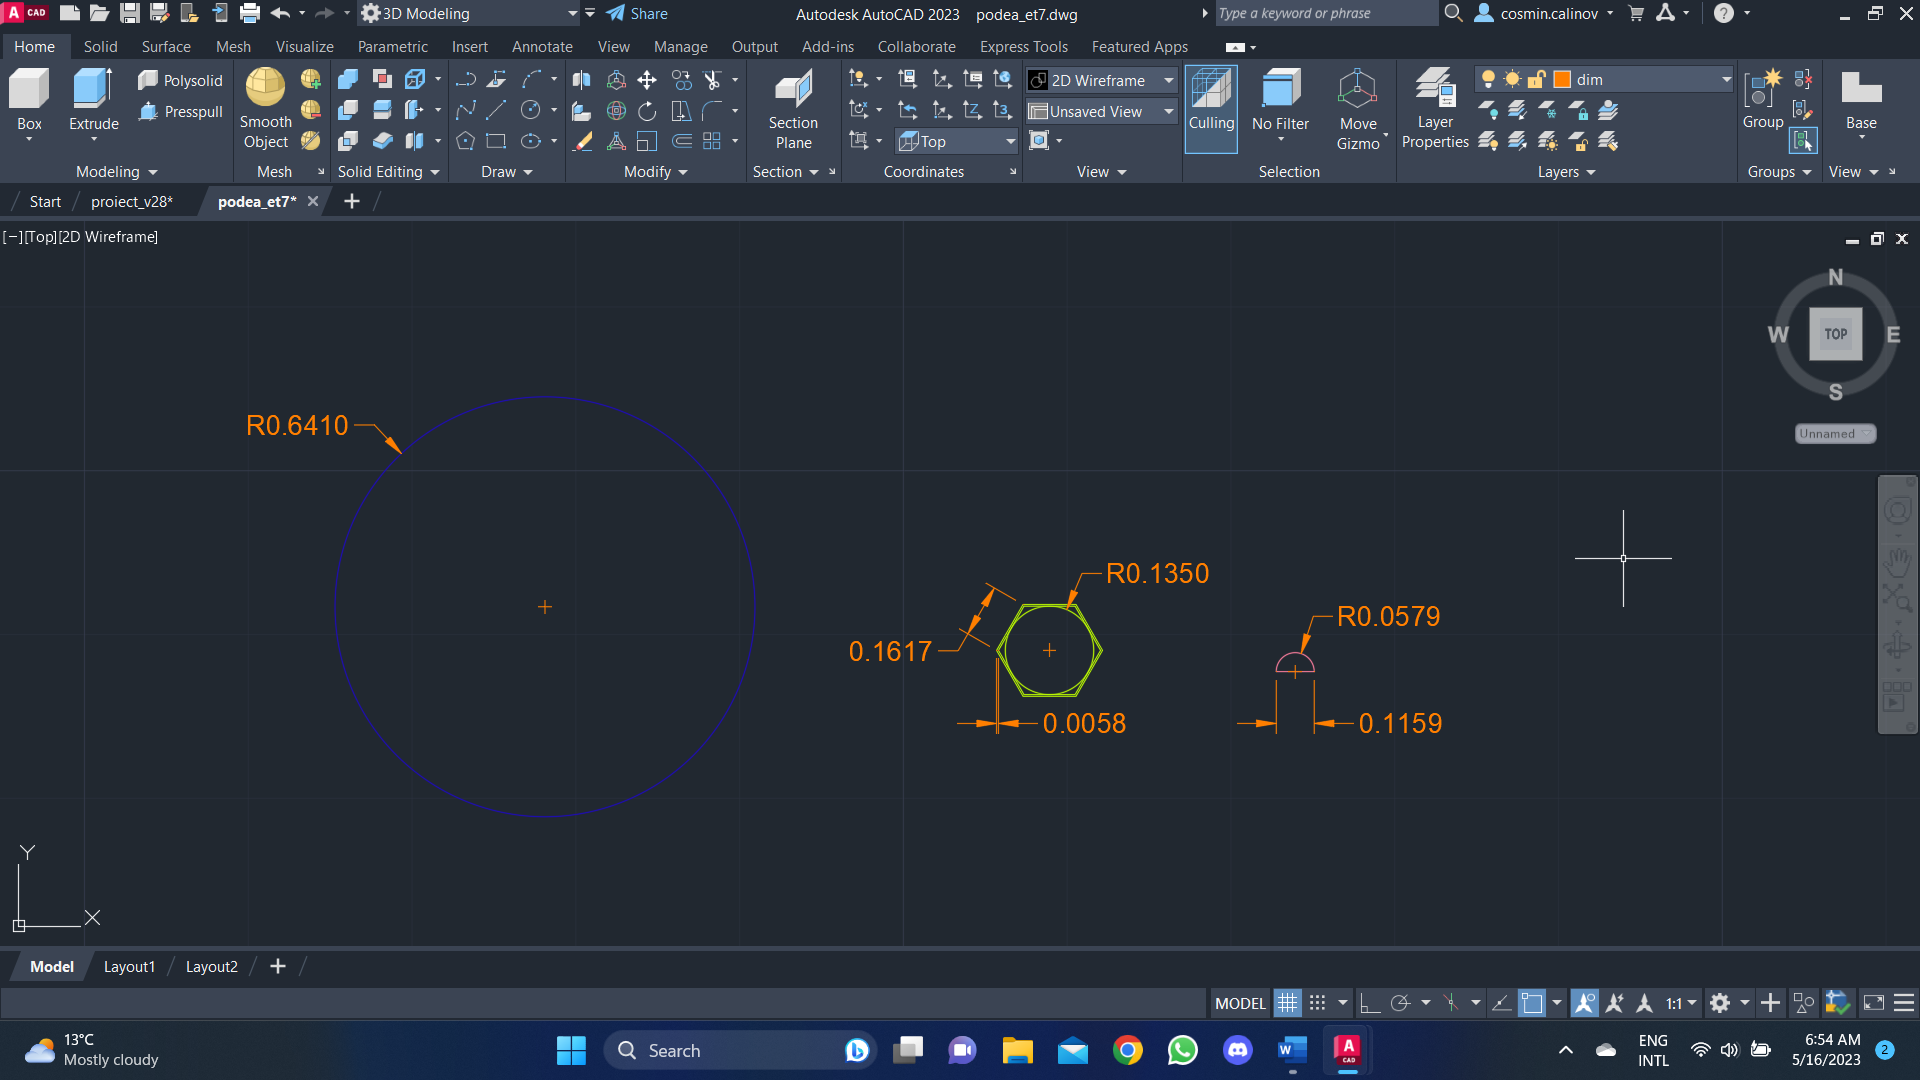 A CAD
3D Modeling
Share
Autodesk AutoCAD 2023 podea_et7.dwg
Type a keyword or phrase
cosmin.calinov
Home Solid Surface Mesh Visualize Parametric Insert Annotate View Manage Output Add-ins Collaborate Express Tools Featured Apps
Box
Extrude
Polysolid
Presspull
Smooth
Object
Section
Plane
Top
2D Wireframe
Unsaved View
Culling
No Filter
Move
Gizmo
Layer
Properties
dim
Group
Base
Modeling Mesh Solid Editing Draw Modify Section Coordinates View Selection Layers Groups View
Start proiect_v28* podea_et7*
[−][Top][2D Wireframe]
N
W TOP E
S
Unnamed
R0.6410
R0.1350
0.1617
0.0058
R0.0579
0.1159
Y
X
Model Layout1 Layout2
MODEL 1:1
13°C
Mostly cloudy
Search
ENG
INTL
6:54 AM
5/16/2023
2